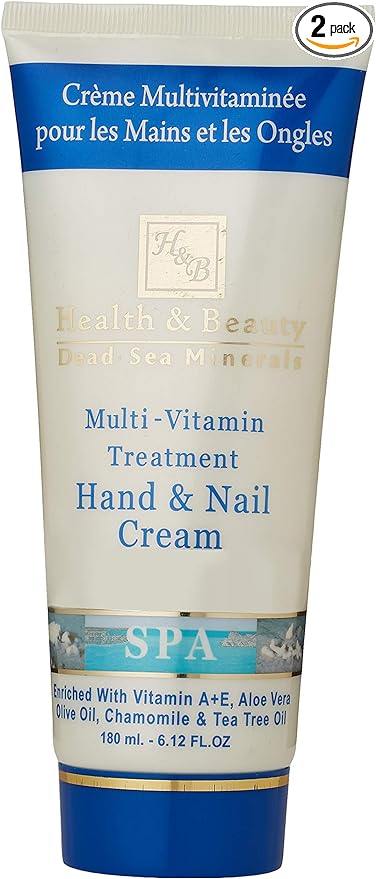 2
pack
Crème Multivitaminée
pour les Mains et les Ongles
H&B
Health & Beauty
Dead Sea Minerals
Multi-Vitamin
Treatment
Hand & Nail
Cream
SPA
Enriched With Vitamin A+E, Aloe Vera
Olive Oil, Chamomile & Tea Tree Oil
180 ml. - 6.12 FL.OZ